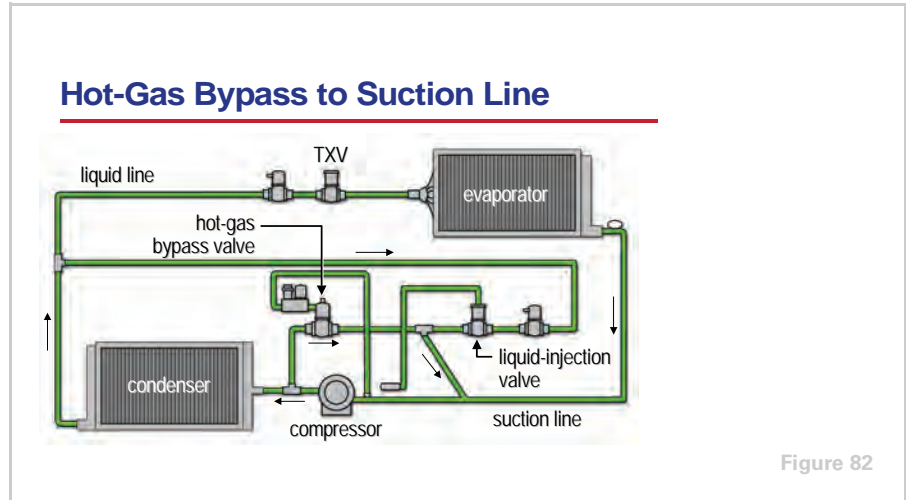 Hot-Gas Bypass to Suction Line
TXV
liquid line
evaporator
hot-gas
bypass valve
liquid-injection
valve
condenser
suction line
compressor
Figure 82